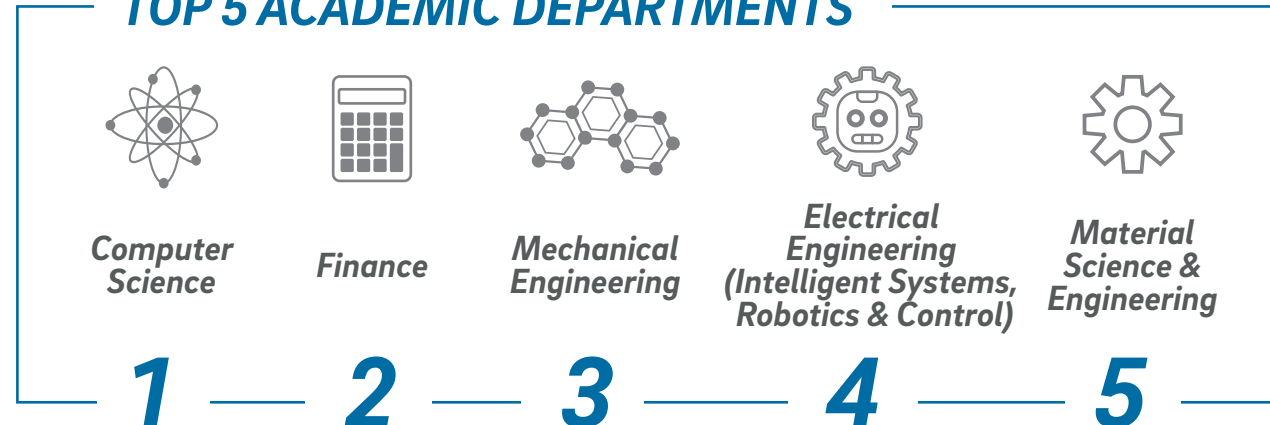 TOP 5 ACADEMIC DEPARTMENTS
Computer
Science
Finance
Mechanical
Engineering
Electrical
Engineering
(Intelligent Systems,
Robotics & Control)
Material
Science &
Engineering
1 2 3 4 5